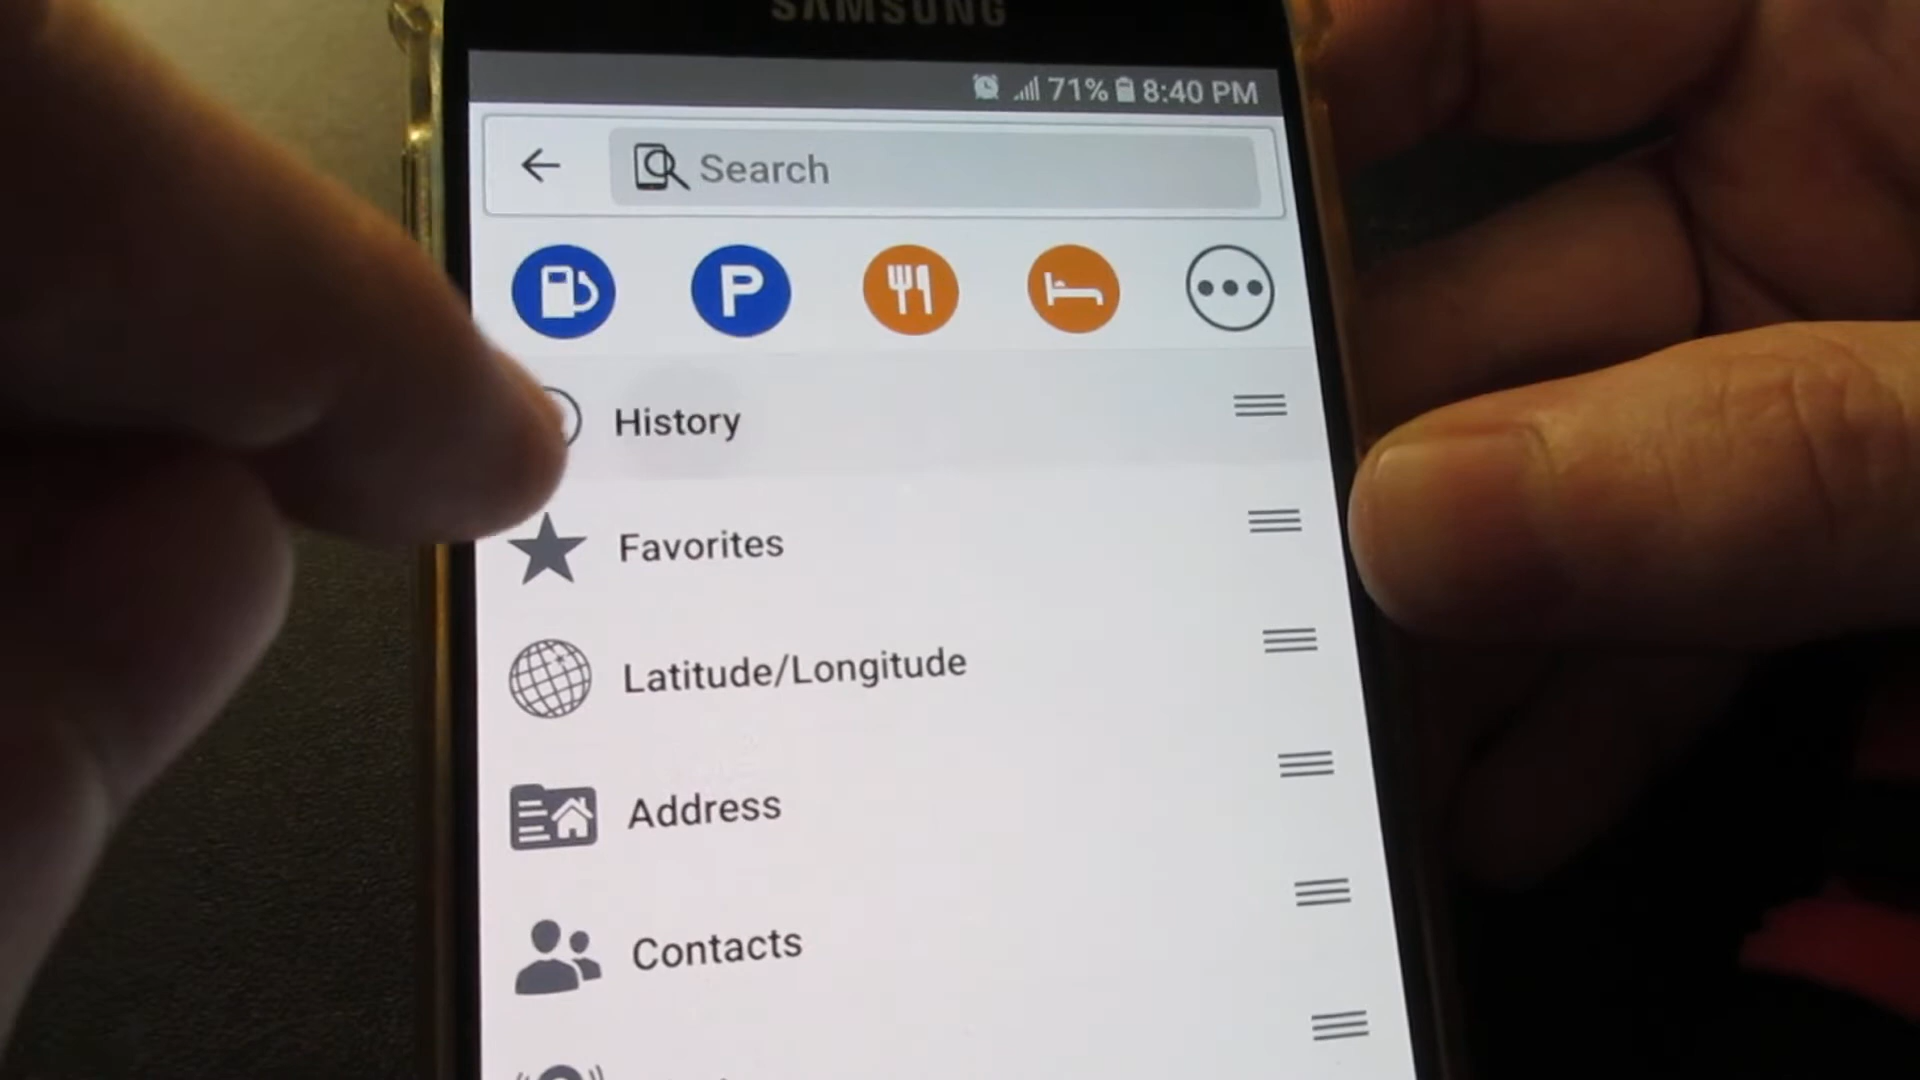 SAMSUNG
71% 8:40 PM
Search
P
History
Favorites
Latitude/Longitude
Address
Contacts